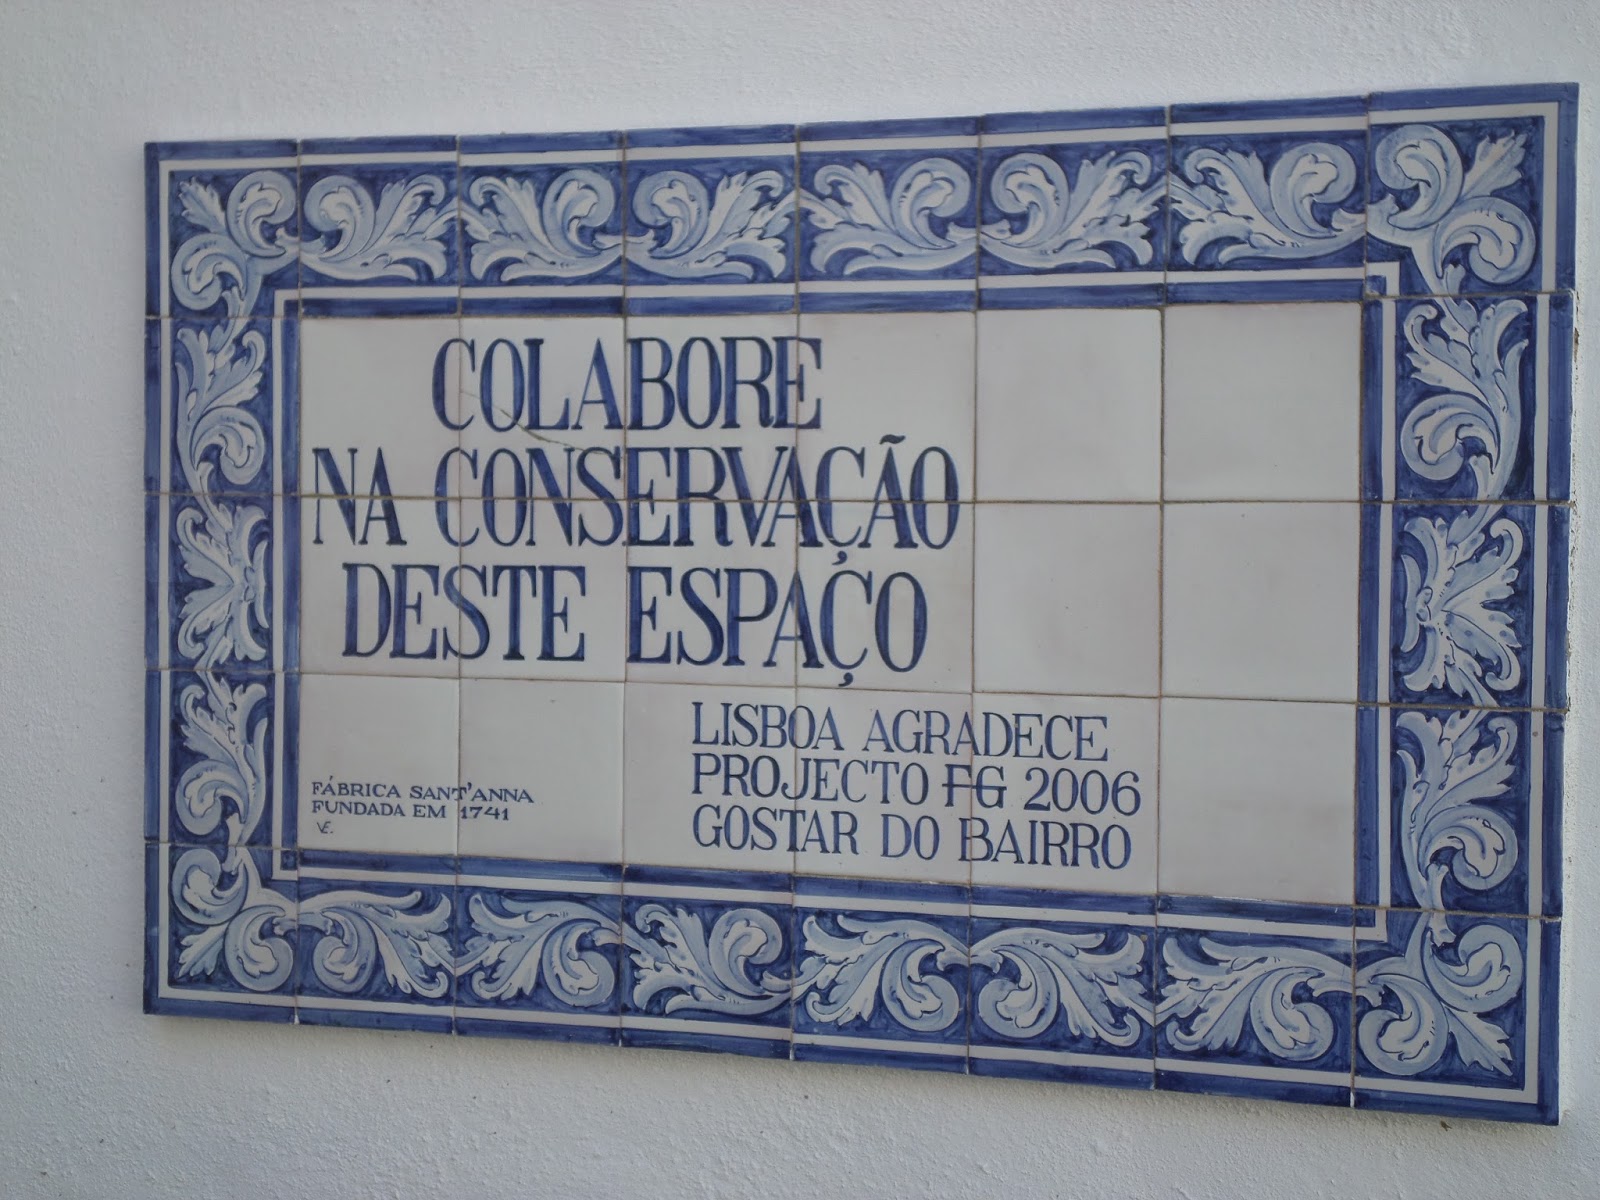 COLABORE
NA CONSERVAÇÃO
DESTE ESPAÇO
LISBOA AGRADECE
PROJECTO FG 2006
GOSTAR DO BAIRRO
FÁBRICA SANT'ANNA
FUNDADA EM 1741
VE.